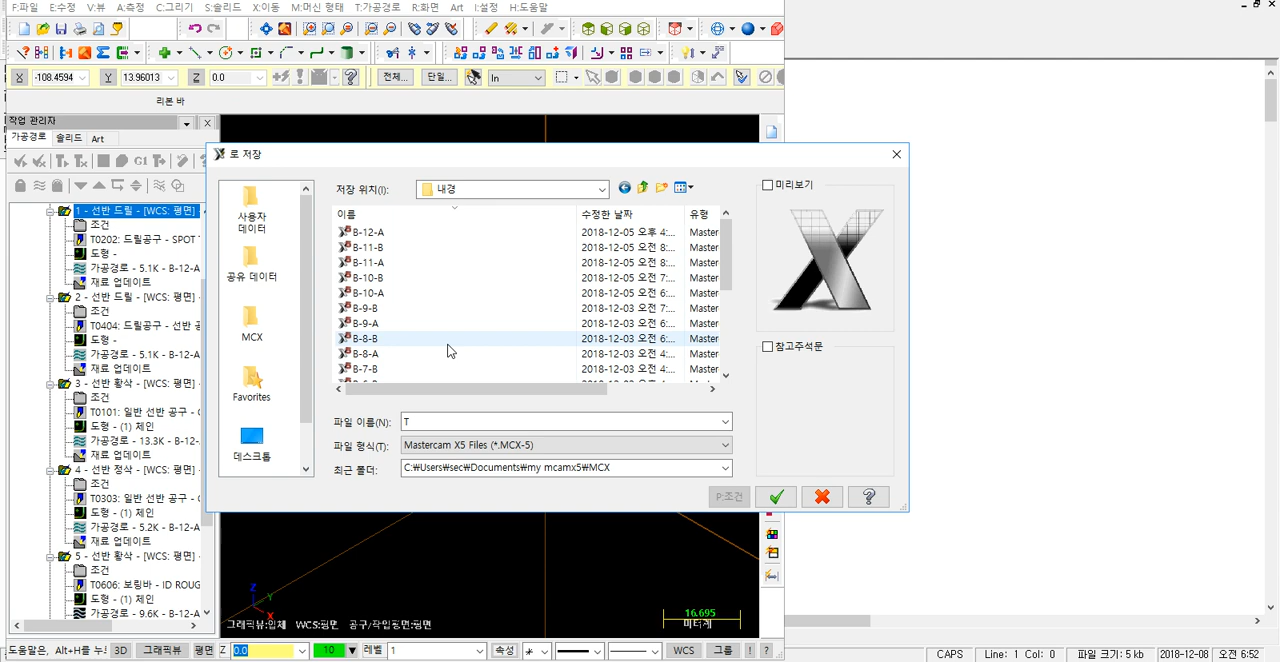 F:파일 E:수정 V:뷰 A:측정 C:그리기 S:솔리드 X:이동 M:머신 형태 T:가공경로 R:화면 Art I:설정 H:도움말
X -108.4594 Y 13.96013 Z 0.0 전체... 단일... In
리본 바
작업 관리자
가공경로 솔리드 Art
G1
1 - 선반 드릴 - [WCS: 평면]
조건
T0202: 드릴공구 - SPOT
도형 -
가공경로 - 5.1K - B-12-A
재료 업데이트
2 - 선반 드릴 - [WCS: 평면]
조건
T0404: 드릴공구 - 선반
도형 -
가공경로 - 5.1K - B-12-A
재료 업데이트
3 - 선반 황삭 - [WCS: 평면]
조건
T0101: 일반 선반 공구 -
도형 - (1) 체인
가공경로 - 13.3K - B-12-
재료 업데이트
4 - 선반 정삭 - [WCS: 평면]
조건
T0303: 일반 선반 공구 -
도형 - (1) 체인
가공경로 - 5.2K - B-12-A
재료 업데이트
5 - 선반 황삭 - [WCS: 평면]
조건
T0606: 보링바 - ID ROUG
도형 - (1) 체인
가공경로 - 9.6K - B-12-A
로 저장
사용자
데이터
공유 데이터
MCX
Favorites
데스크톱
저장 위치(I): 내경
이름 수정한 날짜 유형
B-12-A 2018-12-05 오후 4:... Master
B-11-B 2018-12-05 오전 8:... Master
B-11-A 2018-12-05 오전 8:... Master
B-10-B 2018-12-05 오전 7:... Master
B-10-A 2018-12-05 오전 6:... Master
B-9-B 2018-12-03 오전 7:... Master
B-9-A 2018-12-03 오전 6:... Master
B-8-B 2018-12-03 오전 6:... Master
B-8-A 2018-12-03 오전 4:... Master
B-7-B 2018-12-03 오전 4:... Master
파일 이름(N): T
파일 형식(T): Mastercam X5 Files (*.MCX-5)
최근 폴더: C:₩Users₩sec₩Documents₩my mcamx5₩MCX
미리보기
참고주석문
P:조건
Z
Y
X
그래픽뷰:입체 WCS:평면 공구/작업평면:평면
16.695
미터계
도움말은, Alt+H를 누 3D 그래픽뷰 평면 Z 0.0 10 레벨 1 속성 WCS 그룹 ! ?
CAPS Line: 1 Col: 0 파일 크기: 5 kb 2018-12-08 오전 6:52